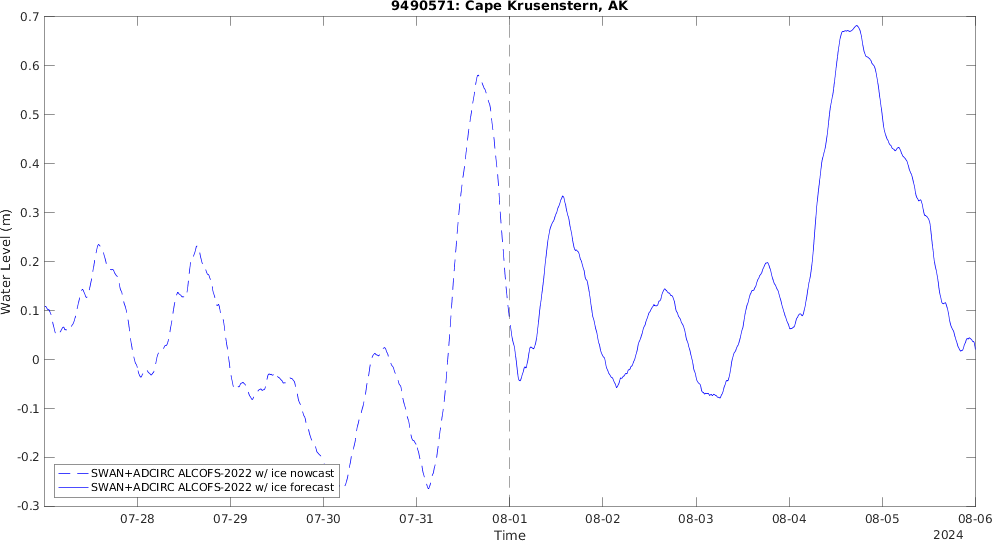 9490571: Cape Krusenstern, AK
Water Level (m)
0.7
0.6
0.5
0.4
0.3
0.2
0.1
0
-0.1
-0.2
-0.3
SWAN+ADCIRC ALCOFS-2022 w/ ice nowcast
SWAN+ADCIRC ALCOFS-2022 w/ ice forecast
07-28 07-29 07-30 07-31 08-01 08-02 08-03 08-04 08-05 08-06
Time
2024